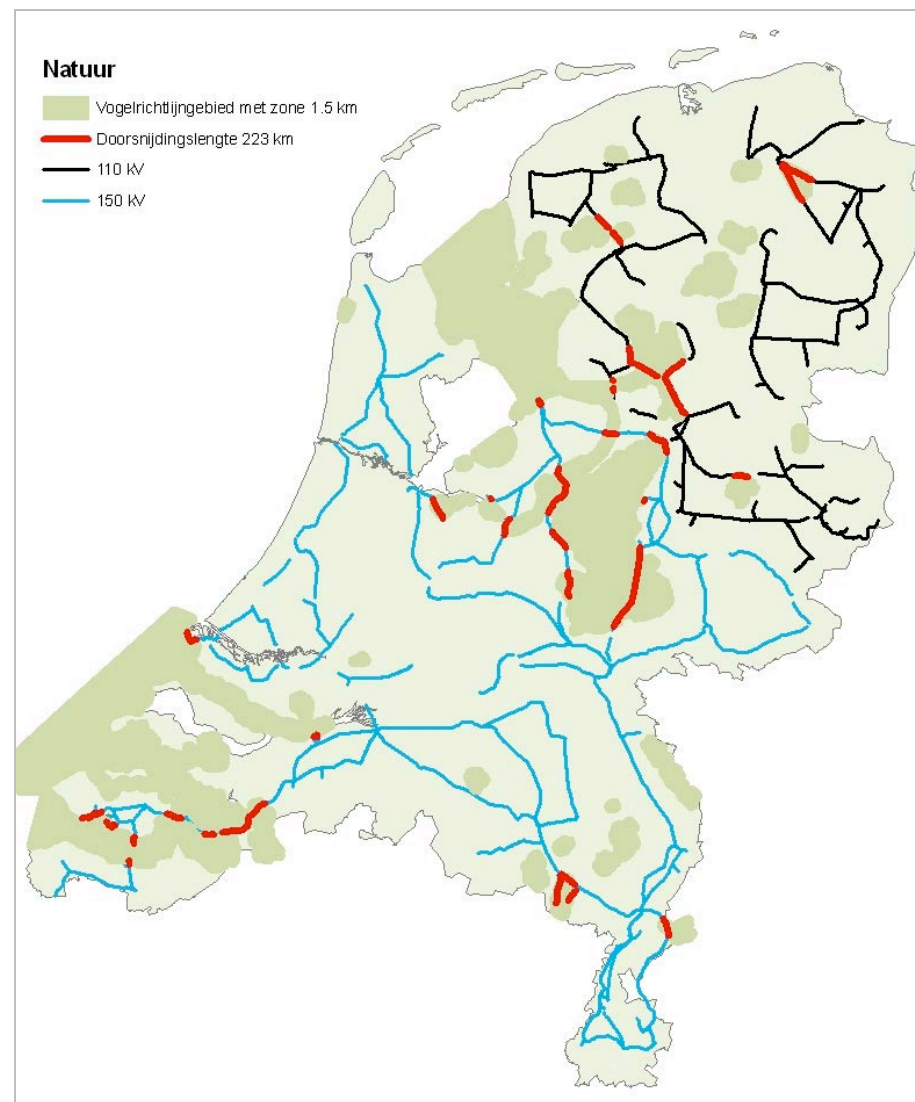 Natuur
Vogelrichtlijngebied met zone 1.5 km
Doorsnijdingslengte 223 km
110 kV
150 kV